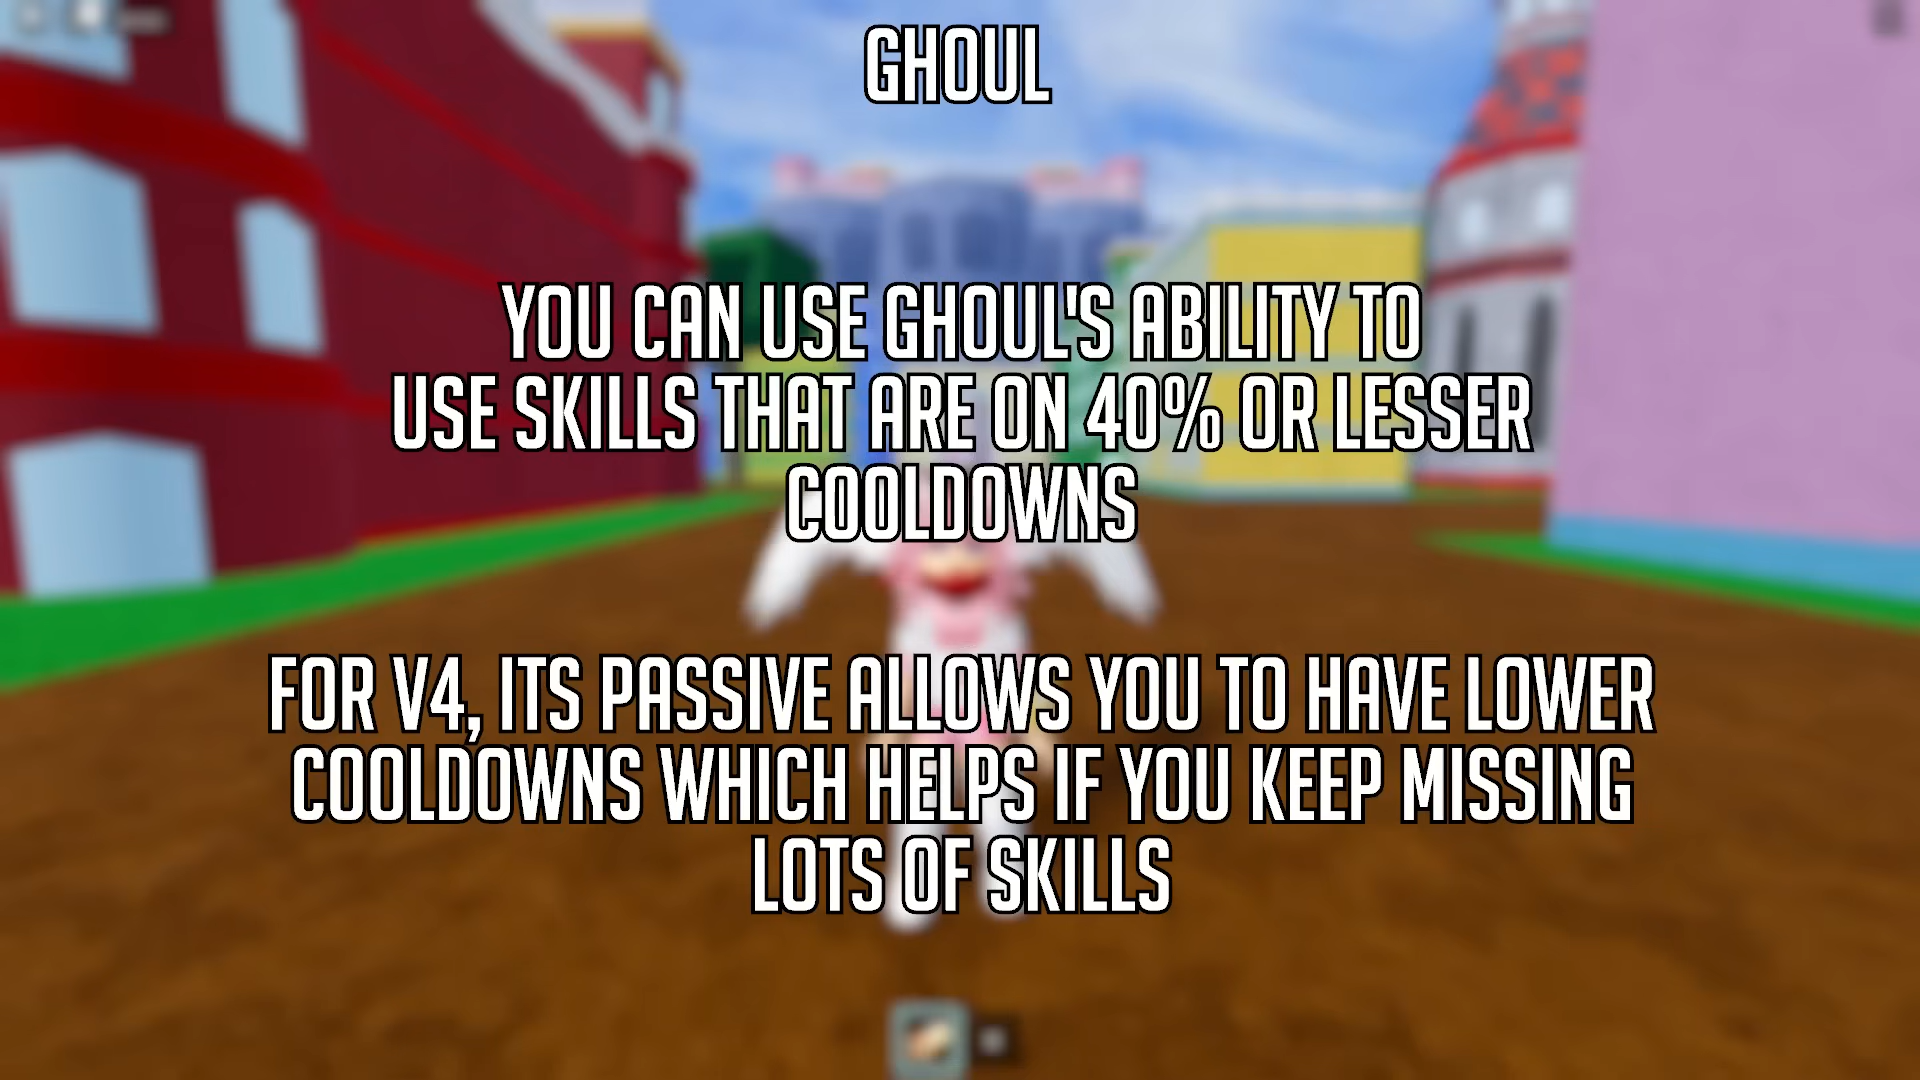 GHOUL
YOU CAN USE GHOUL'S ABILITY TO
USE SKILLS THAT ARE ON 40% OR LESSER
COOLDOWNS
FOR V4, ITS PASSIVE ALLOWS YOU TO HAVE LOWER
COOLDOWNS WHICH HELPS IF YOU KEEP MISSING
LOTS OF SKILLS